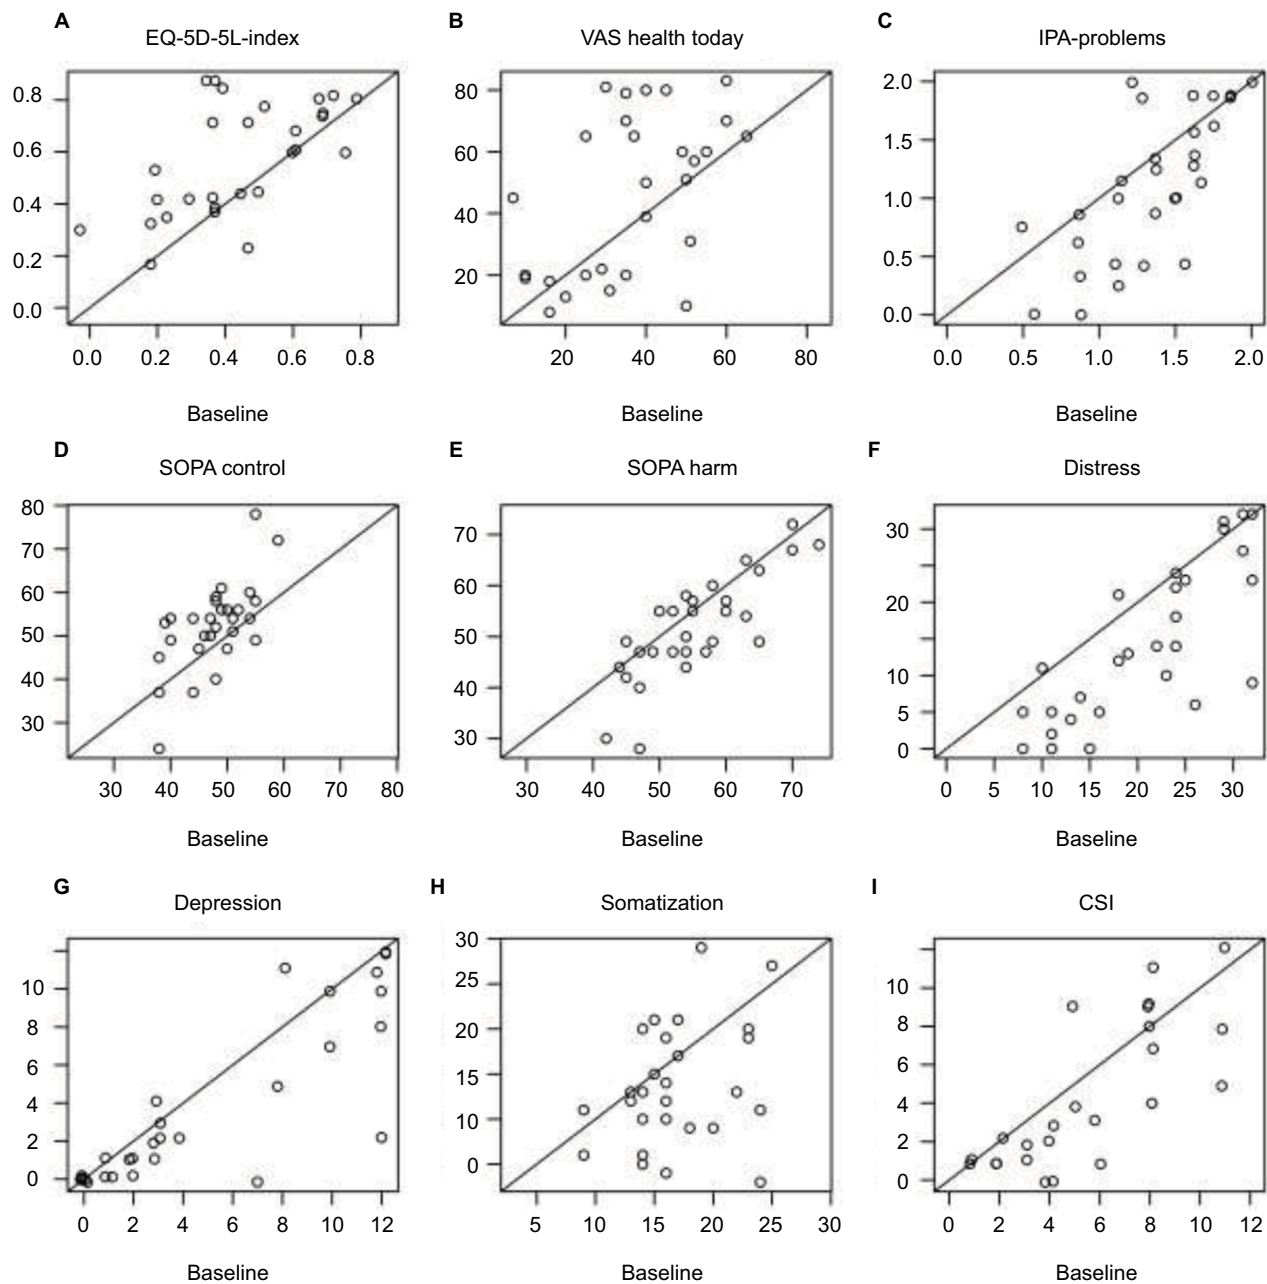 A
EQ-5D-5L-index
0.8
0.6
0.4
0.2
0.0
0.0 0.2 0.4 0.6 0.8
Baseline
B
VAS health today
80
60
40
20
20 40 60 80
Baseline
C
IPA-problems
2.0
1.5
1.0
0.5
0.0
0.0 0.5 1.0 1.5 2.0
Baseline
D
SOPA control
80
70
60
50
40
30
30 40 50 60 70 80
Baseline
E
SOPA harm
70
60
50
40
30
30 40 50 60 70
Baseline
F
Distress
30
20
10
5
0
0 5 10 15 20 25 30
Baseline
G
Depression
10
8
6
4
2
0
0 2 4 6 8 10 12
Baseline
H
Somatization
30
25
20
15
10
0
5 10 15 20 25 30
Baseline
I
CSI
10
8
6
4
2
0
0 2 4 6 8 10 12
Baseline